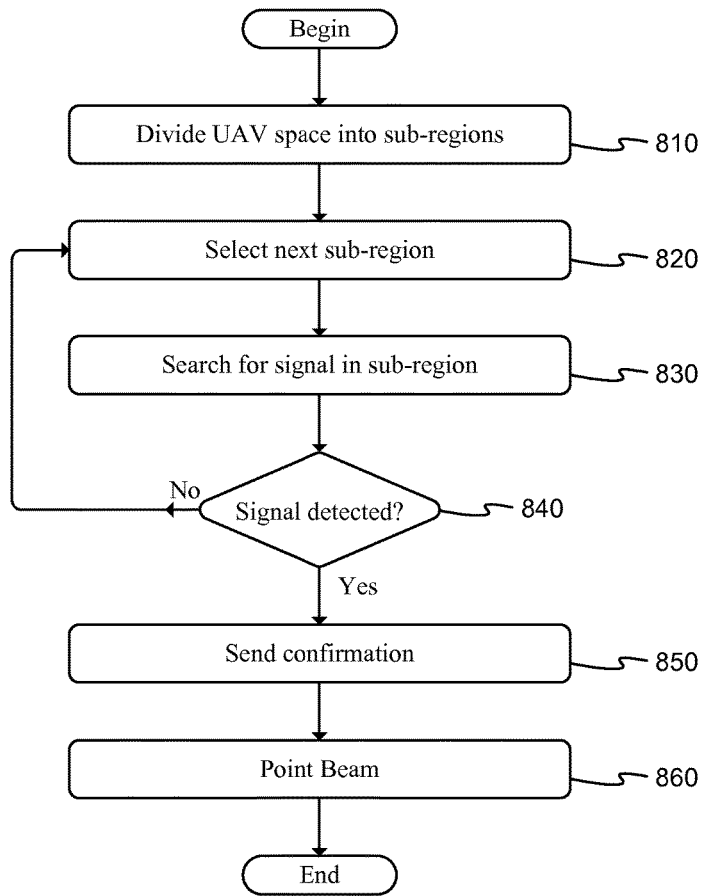 Begin
Divide UAV space into sub-regions
810
Select next sub-region
820
Search for signal in sub-region
830
No
Signal detected?
840
Yes
Send confirmation
850
Point Beam
860
End